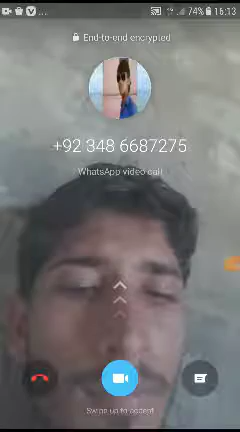 74% 16:13
End-to-end encrypted
+92 348 6687275
WhatsApp video call
Swipe up to accept